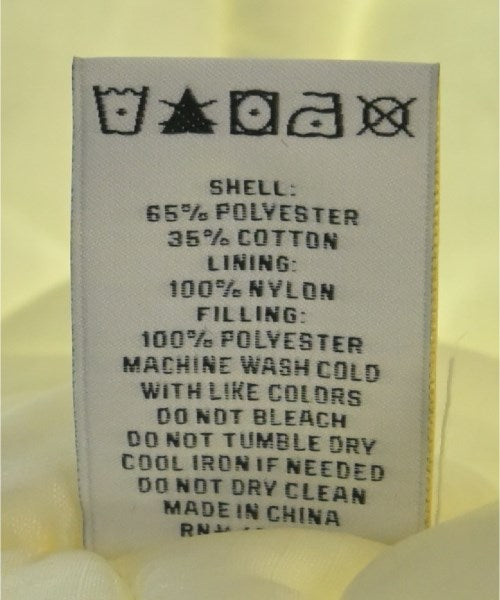 SHELL:
65% POLYESTER
35% COTTON
LINING:
100% NYLON
FILLING:
100% POLYESTER
MACHINE WASH COLD
WITH LIKE COLORS
DO NOT BLEACH
DO NOT TUMBLE DRY
COOL IRON IF NEEDED
DO NOT DRY CLEAN
MADE IN CHINA
RN#